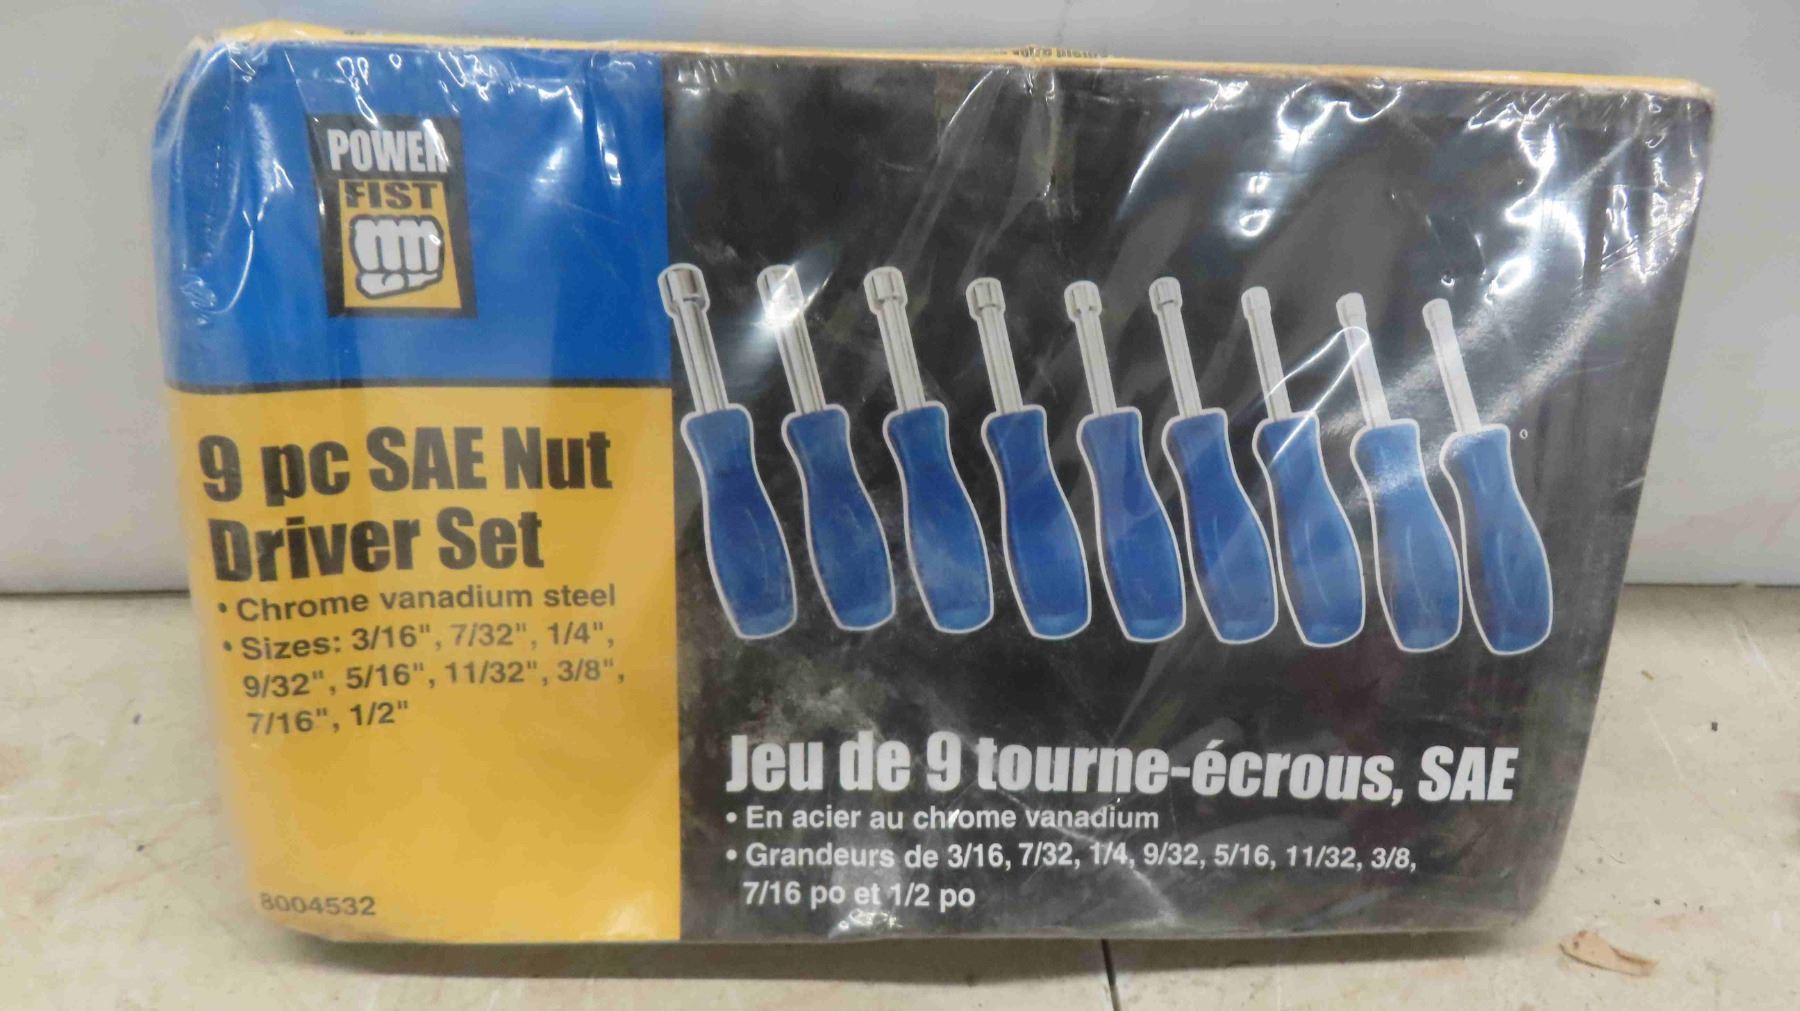 POWER
FIST
9 pc SAE Nut
Driver Set
• Chrome vanadium steel
• Sizes: 3/16", 7/32", 1/4",
9/32", 5/16", 11/32", 3/8",
7/16", 1/2"
8004532
Jeu de 9 tourne-écrous, SAE
• En acier au chrome vanadium
• Grandeurs de 3/16, 7/32, 1/4, 9/32, 5/16, 11/32, 3/8,
7/16 po et 1/2 po